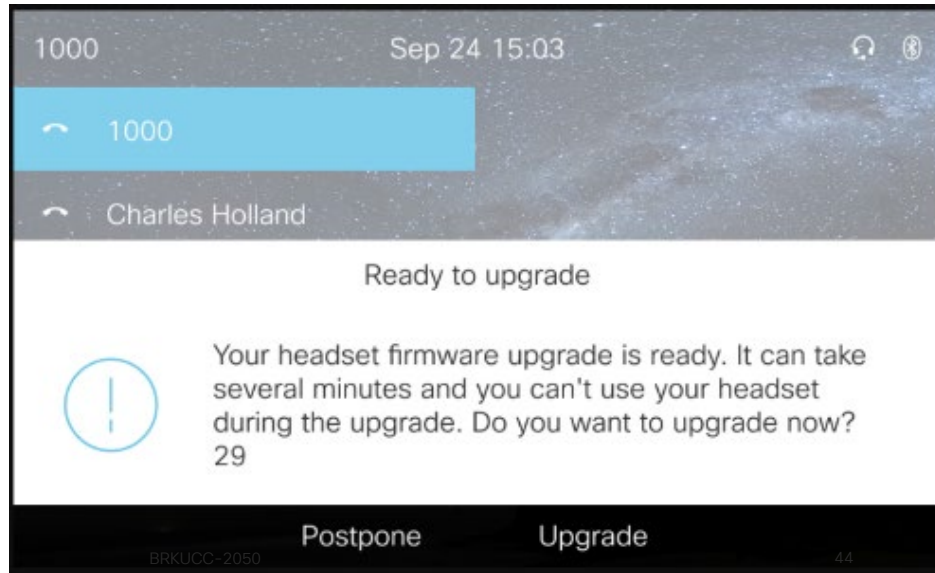 1000
Sep 24 15:03
1000
Charles Holland
Ready to upgrade
Your headset firmware upgrade is ready. It can take
several minutes and you can't use your headset
during the upgrade. Do you want to upgrade now?
29
Postpone
Upgrade
BRKUCC-2050
44